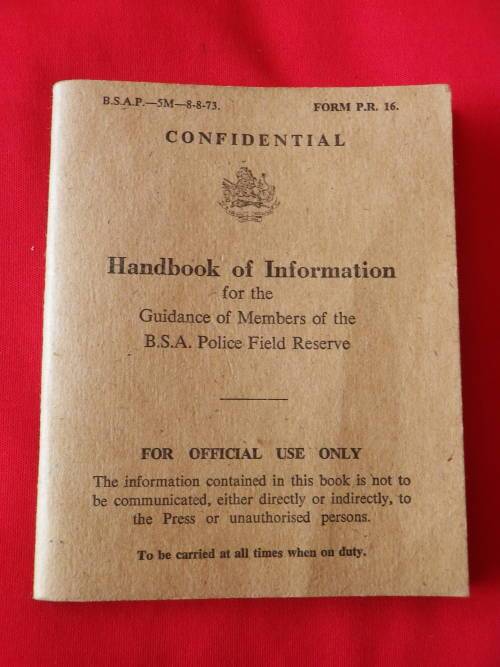 B.S.A.P.—5M—8-8-73. FORM P.R. 16.
CONFIDENTIAL
Handbook of Information
for the
Guidance of Members of the
B.S.A. Police Field Reserve
FOR OFFICIAL USE ONLY
The information contained in this book is not to
be communicated, either directly or indirectly, to
the Press or unauthorised persons.
To be carried at all times when on duty.